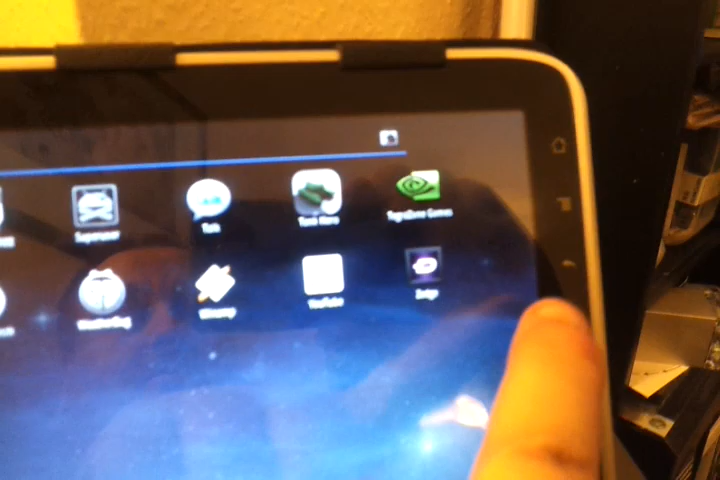 Superuser
Talk
Tank Hero
TegraZone Games
WeatherBug
Winamp
YouTube
Zedge